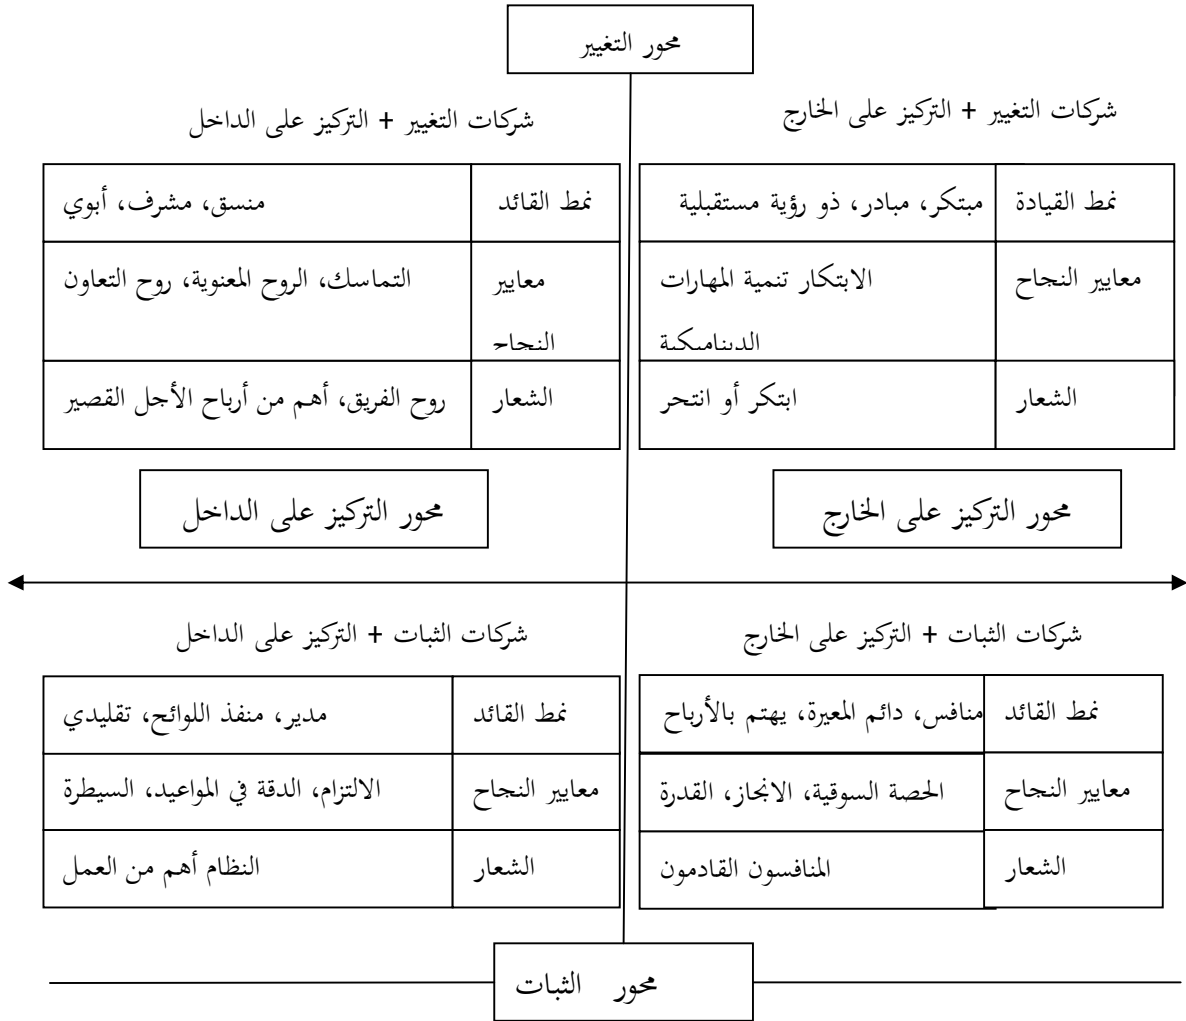 محور التغيير
شركات التغيير + التركيز على الخارج
نمط القيادة مبتكر، مبادر، ذو رؤية مستقبلية
معايير النجاح الابتكار تنمية المهارات
الديناميكية
الشعار ابتكر أو انتحر
شركات التغيير + التركيز على الداخل
نمط القائد منسق، مشرف، أبوي
معايير التماسك، الروح المعنوية، روح التعاون
النجاح
الشعار روح الفريق، أهم من أرباح الأجل القصير
محور التركيز على الخارج
محور التركيز على الداخل
شركات الثبات + التركيز على الخارج
نمط القائد منافس، دائم المعيرة، يهتم بالأرباح
معايير النجاح الحصة السوقية، الانجاز، القدرة
الشعار المنافسون القادمون
شركات الثبات + التركيز على الداخل
نمط القائد مدير، منفذ اللوائح، تقليدي
معايير النجاح الالتزام، الدقة في المواعيد، السيطرة
الشعار النظام أهم من العمل
محور الثبات